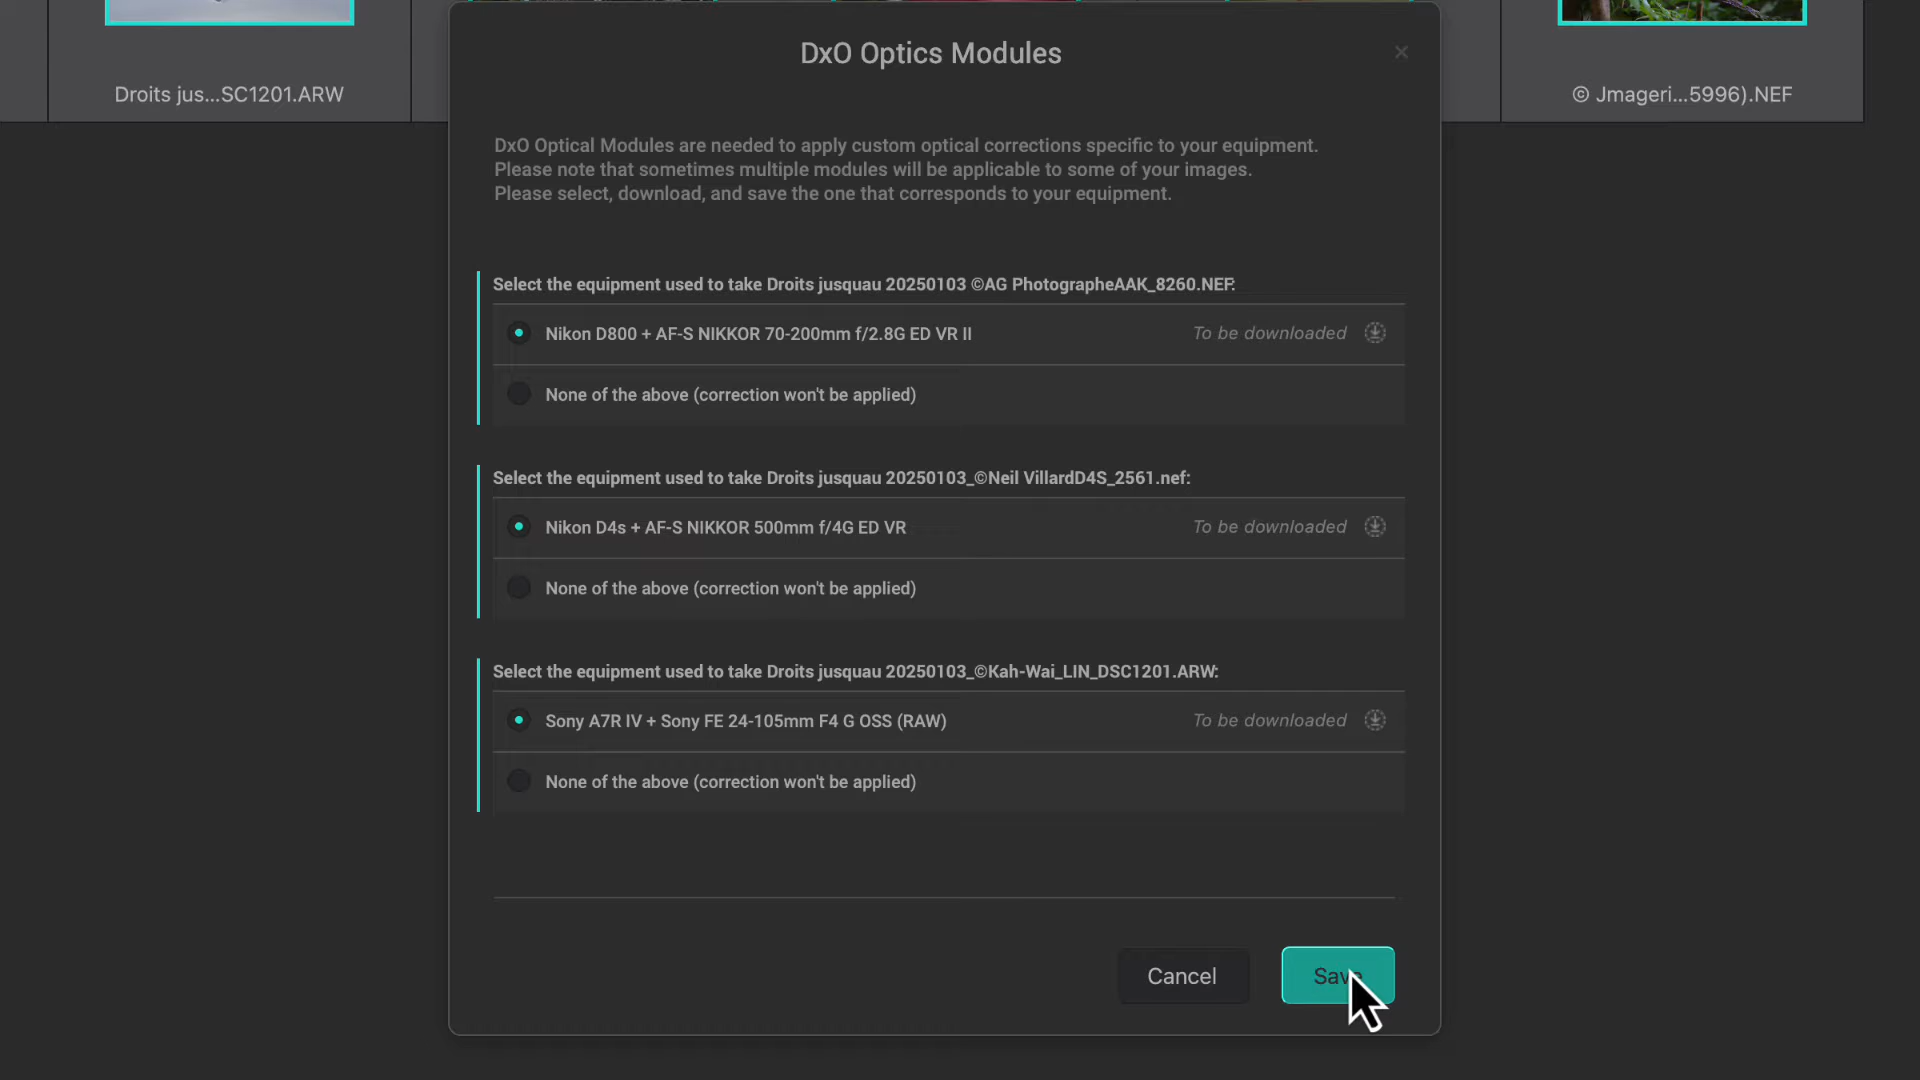 DxO Optics Modules
×
Droits jus...SC1201.ARW
© Jmageri...5996).NEF
DxO Optical Modules are needed to apply custom optical corrections specific to your equipment.
Please note that sometimes multiple modules will be applicable to some of your images.
Please select, download, and save the one that corresponds to your equipment.
Select the equipment used to take Droits jusquau 20250103 ©AG PhotographeAAK_8260.NEF:
Nikon D800 + AF-S NIKKOR 70-200mm f/2.8G ED VR II To be downloaded
None of the above (correction won't be applied)
Select the equipment used to take Droits jusquau 20250103_©Neil VillardD4S_2561.nef:
Nikon D4s + AF-S NIKKOR 500mm f/4G ED VR To be downloaded
None of the above (correction won't be applied)
Select the equipment used to take Droits jusquau 20250103_©Kah-Wai_LIN_DSC1201.ARW:
Sony A7R IV + Sony FE 24-105mm F4 G OSS (RAW) To be downloaded
None of the above (correction won't be applied)
Cancel Save